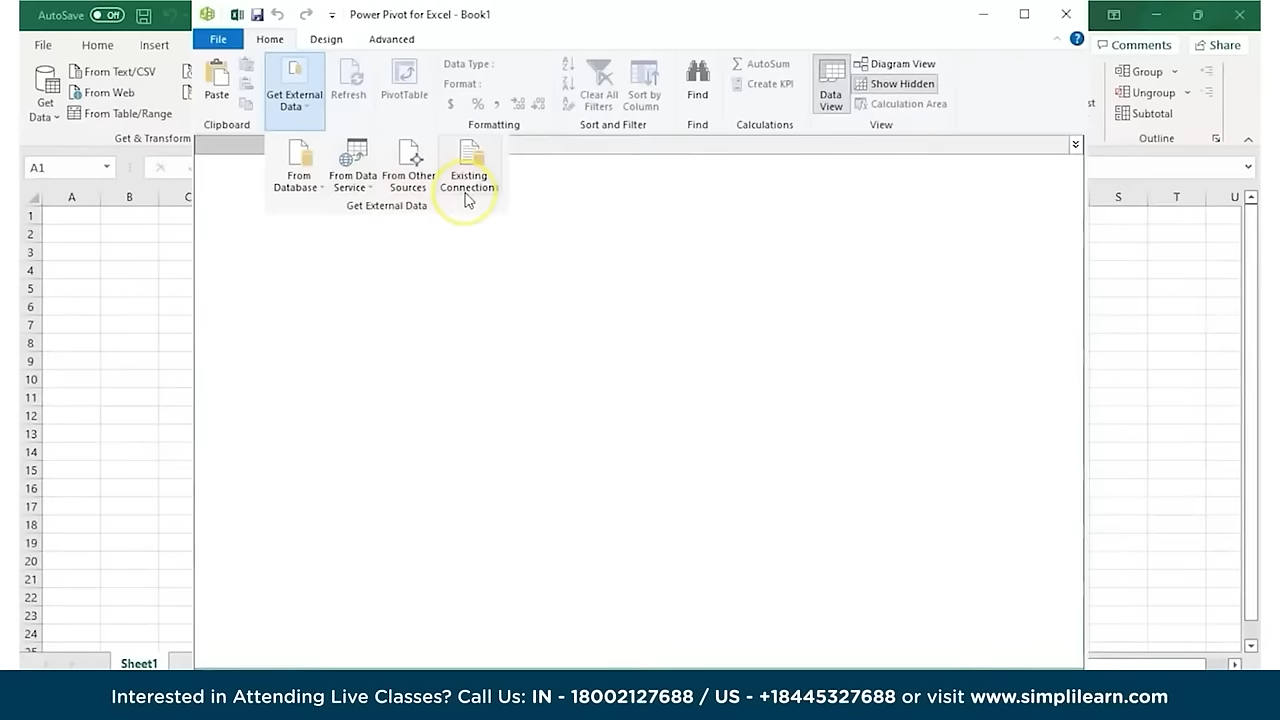 AutoSave Off
Power Pivot for Excel - Book1
File Home Insert
File Home Design Advanced
Comments Share
Get Data
From Text/CSV
From Web
From Table/Range
Get & Transform
Paste
Clipboard
Get External Data
Refresh
PivotTable
Data Type :
Format :
$ % ,
Formatting
Clear All Filters
Sort by Column
Sort and Filter
Find
Find
AutoSum
Create KPI
Calculations
Data View
Diagram View
Show Hidden
Calculation Area
View
Group
Ungroup
Subtotal
Outline
From Database
From Data Service
From Other Sources
Existing Connections
Get External Data
A1
A B C S T U
1
2
3
4
5
6
7
8
9
10
11
12
13
14
15
16
17
18
19
20
21
22
23
24
Sheet1
Interested in Attending Live Classes? Call Us: IN - 18002127688 / US - +18445327688 or visit www.simplilearn.com